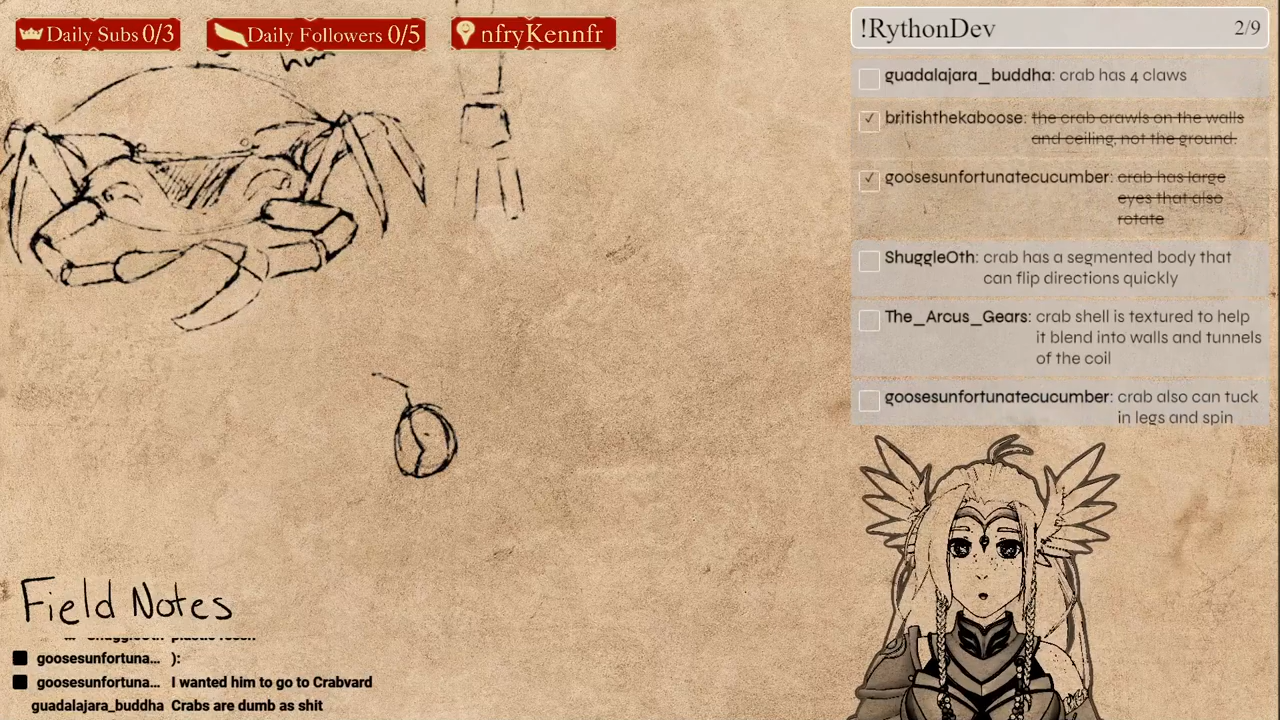 Daily Subs 0/3
Daily Followers 0/5
nfryKennfr
!RythonDev
2/9
guadalajara_buddha: crab has 4 claws
britishthekaboose: the crab crawls on the walls
and ceiling, not the ground.
goosesunfortunatecucumber: crab has large
eyes that also
rotate
ShuggleOth: crab has a segmented body that
can flip directions quickly
The_Arcus_Gears: crab shell is textured to help
it blend into walls and tunnels
of the coil
goosesunfortunatecucumber: crab also can tuck
in legs and spin
Field Notes
goosesunfortuna... ):
goosesunfortuna... I wanted him to go to Crabvard
guadalajara_buddha Crabs are dumb as shit